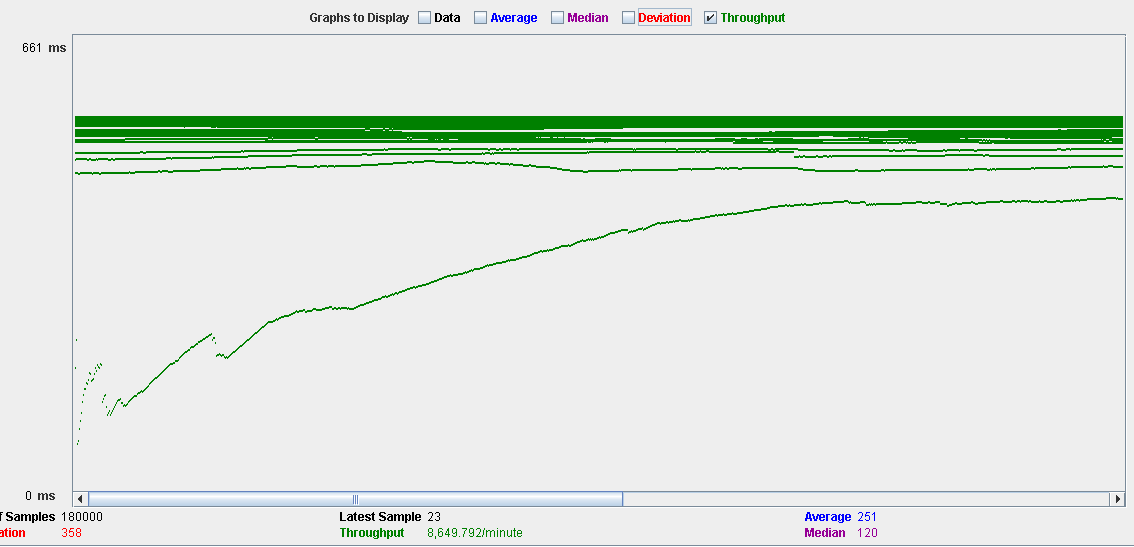 Graphs to Display Data Average Median Deviation Throughput
661 ms
0 ms
f Samples 180000 Latest Sample 23 Average 251
ation 358 Throughput 8,649.792/minute Median 120